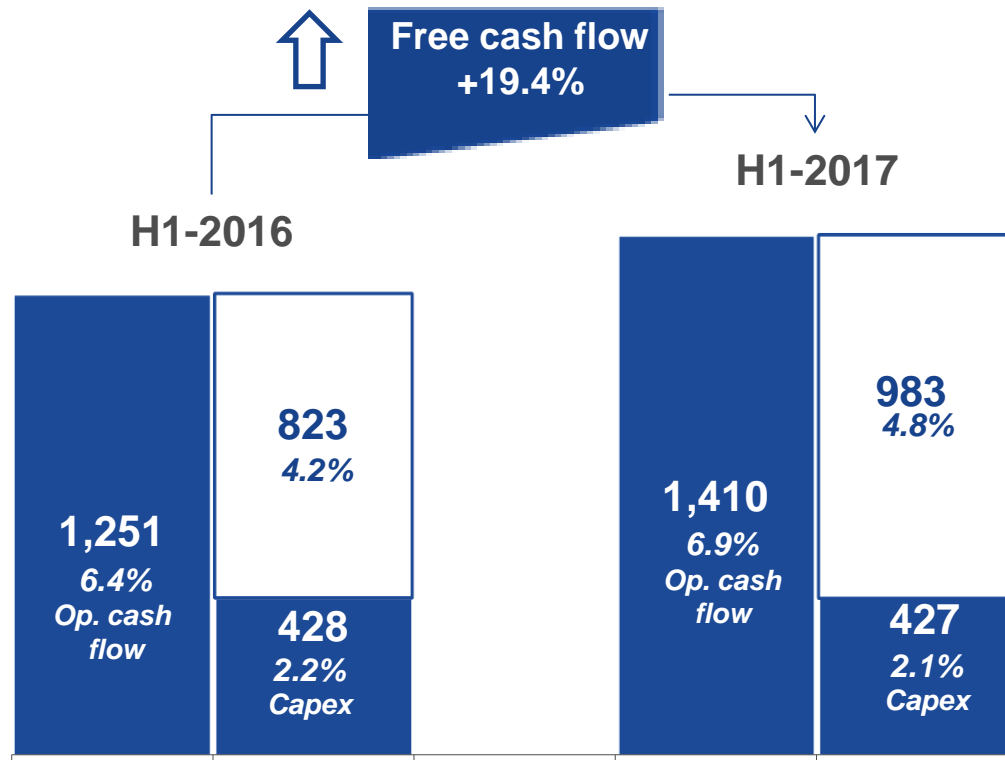 Free cash flow
+19.4%
H1-2016
H1-2017
1,251
6.4%
Op. cash
flow
823
4.2%
428
2.2%
Capex
1,410
6.9%
Op. cash
flow
983
4.8%
427
2.1%
Capex